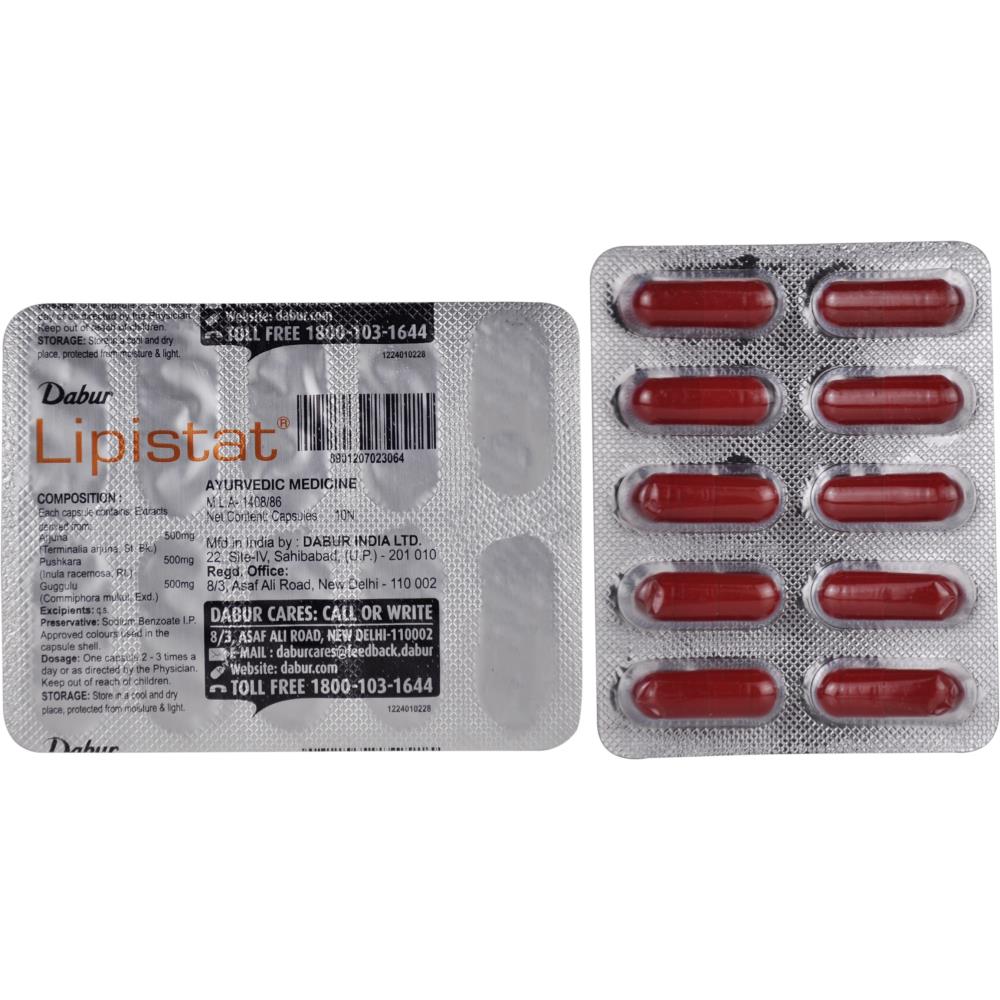 day or as directed by the Physician.
Keep out of reach of children.
STORAGE: Store in a cool and dry
place, protected from moisture & light.
Website: dabur.com
TOLL FREE 1800-103-1644
1224010228
Dabur
Lipistat®
8901207023064
COMPOSITION :
Each capsule contains: Extracts
derived from:
Arjuna 500mg
(Terminalia arjuna, St. Bk.)
Pushkara 500mg
(Inula racemosa, Rt.)
Guggulu 500mg
(Commiphora mukul, Exd.)
Excipients: q.s.
Preservative: Sodium Benzoate I.P.
Approved colours used in the
capsule shell.
Dosage: One capsule 2 - 3 times a
day or as directed by the Physician.
Keep out of reach of children.
STORAGE: Store in a cool and dry
place, protected from moisture & light.
AYURVEDIC MEDICINE
M.L.A- 1408/86
Net Content: Capsules 10N
Mfd in India by : DABUR INDIA LTD.
22, Site-IV, Sahibabad, (U.P.) - 201 010
Regd. Office:
8/3, Asaf Ali Road, New Delhi - 110 002
DABUR CARES: CALL OR WRITE
8/3, ASAF ALI ROAD, NEW DELHI-110002
E-MAIL : daburcares@feedback.dabur
Website: dabur.com
TOLL FREE 1800-103-1644
1224010228
Dabur